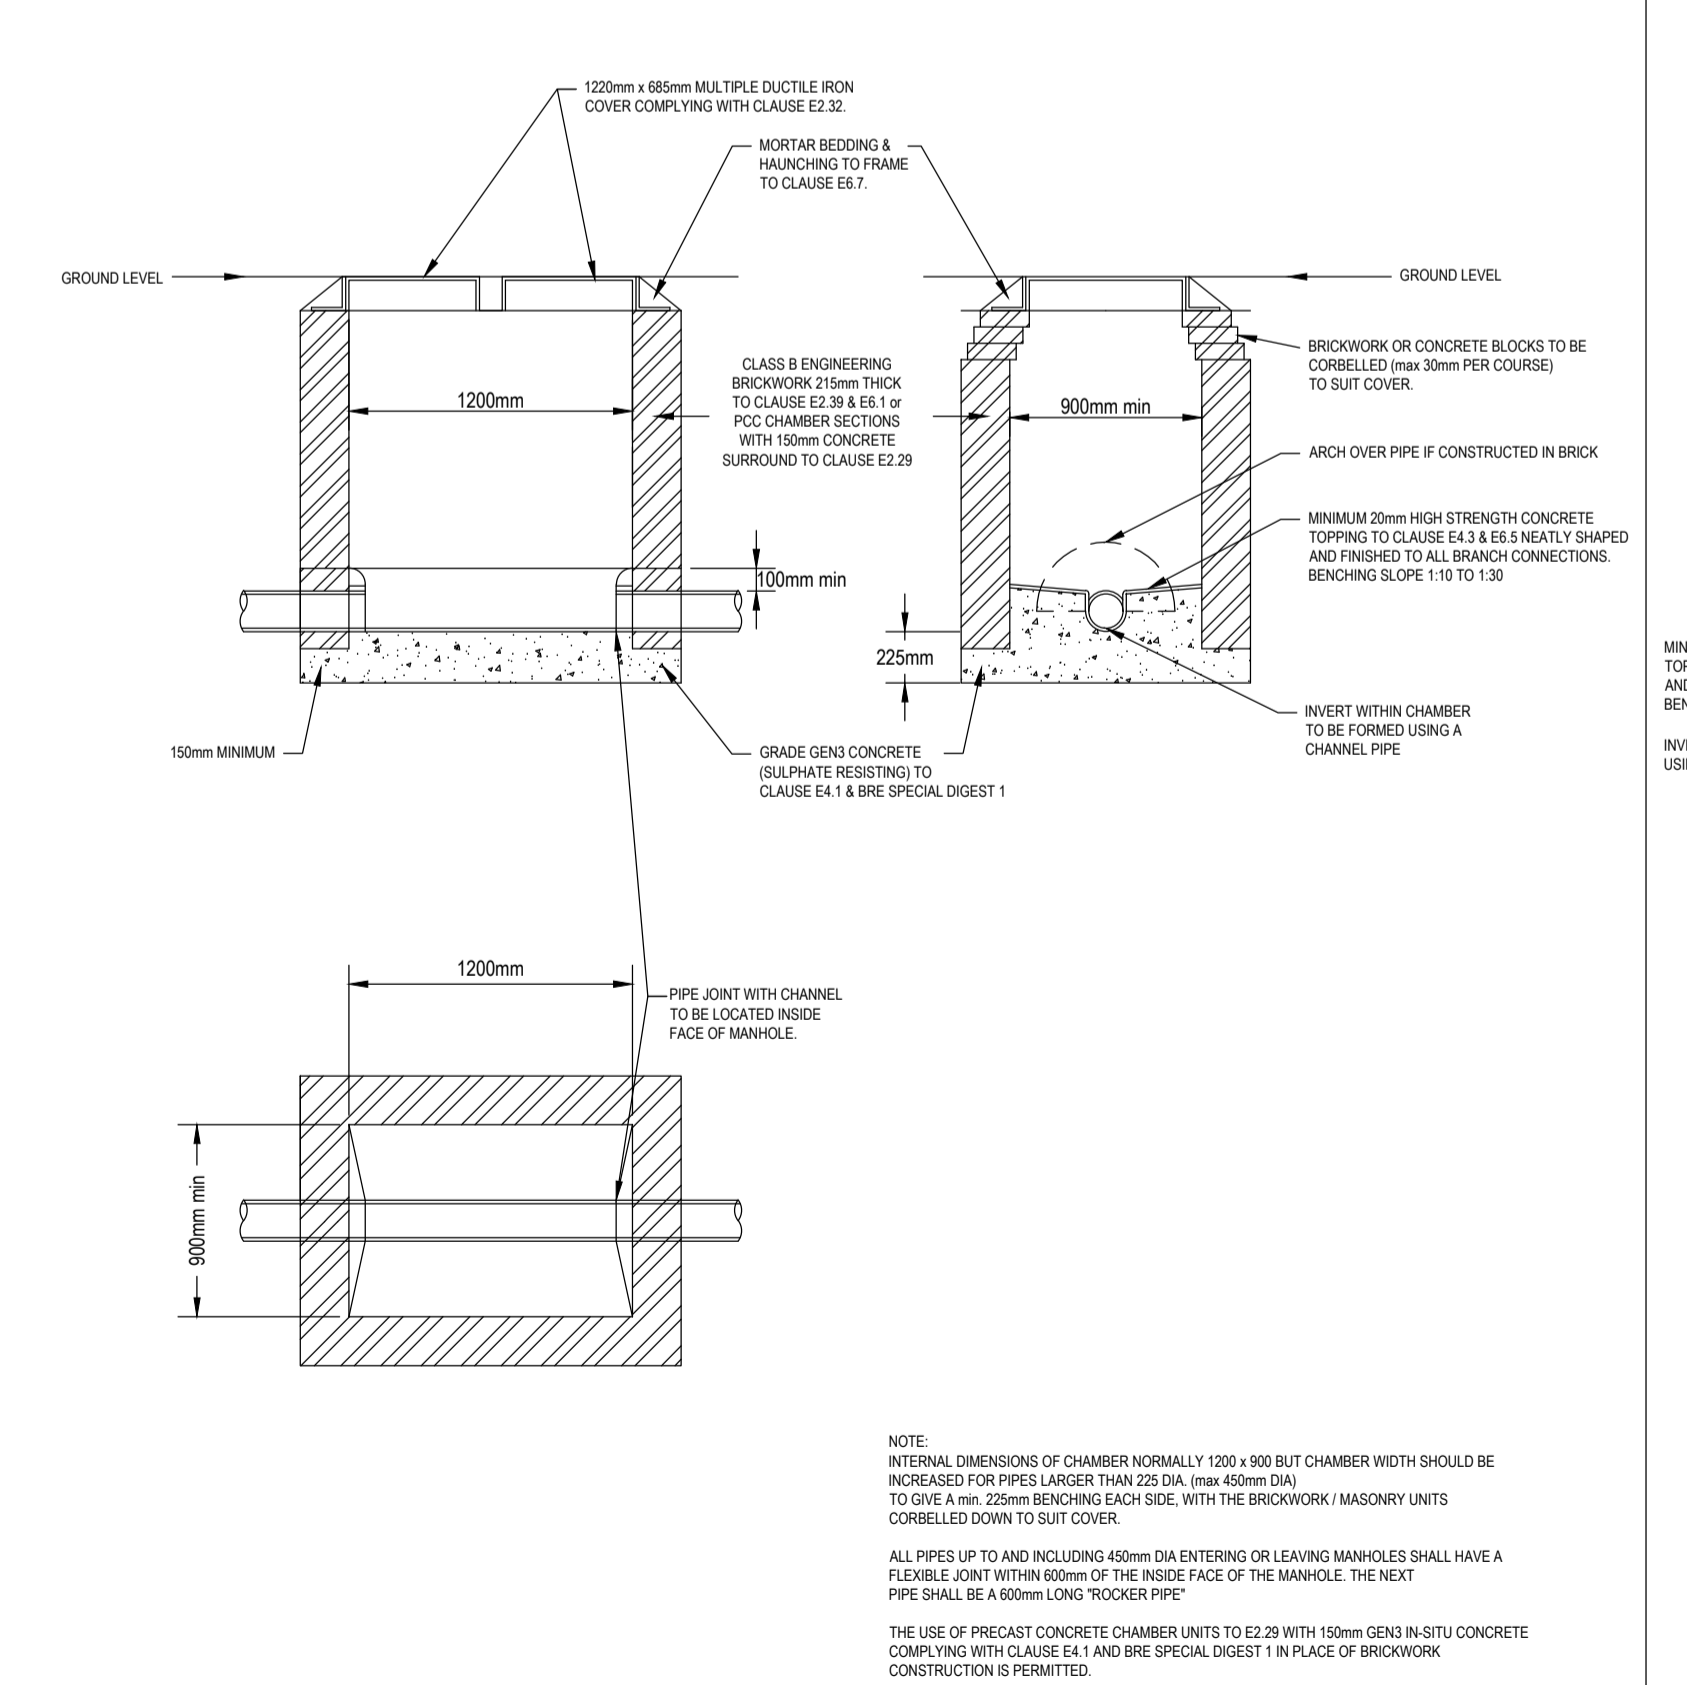 1220mm x 685mm MULTIPLE DUCTILE IRON
COVER COMPLYING WITH CLAUSE E2.32.
MORTAR BEDDING &
HAUNCHING TO FRAME
TO CLAUSE E6.7.
GROUND LEVEL
GROUND LEVEL
BRICKWORK OR CONCRETE BLOCKS TO BE
CORBELLED (max 30mm PER COURSE)
TO SUIT COVER.
CLASS B ENGINEERING
BRICKWORK 215mm THICK
TO CLAUSE E2.39 & E6.1 or
PCC CHAMBER SECTIONS
WITH 150mm CONCRETE
SURROUND TO CLAUSE E2.29
1200mm
900mm min
ARCH OVER PIPE IF CONSTRUCTED IN BRICK
MINIMUM 20mm HIGH STRENGTH CONCRETE
TOPPING TO CLAUSE E4.3 & E6.5 NEATLY SHAPED
AND FINISHED TO ALL BRANCH CONNECTIONS.
BENCHING SLOPE 1:10 TO 1:30
100mm min
225mm
INVERT WITHIN CHAMBER
TO BE FORMED USING A
CHANNEL PIPE
150mm MINIMUM
GRADE GEN3 CONCRETE
(SULPHATE RESISTING) TO
CLAUSE E4.1 & BRE SPECIAL DIGEST 1
1200mm
PIPE JOINT WITH CHANNEL
TO BE LOCATED INSIDE
FACE OF MANHOLE.
900mm min
NOTE:
INTERNAL DIMENSIONS OF CHAMBER NORMALLY 1200 x 900 BUT CHAMBER WIDTH SHOULD BE
INCREASED FOR PIPES LARGER THAN 225 DIA. (max 450mm DIA)
TO GIVE A min. 225mm BENCHING EACH SIDE, WITH THE BRICKWORK / MASONRY UNITS
CORBELLED DOWN TO SUIT COVER.
ALL PIPES UP TO AND INCLUDING 450mm DIA ENTERING OR LEAVING MANHOLES SHALL HAVE A
FLEXIBLE JOINT WITHIN 600mm OF THE INSIDE FACE OF THE MANHOLE. THE NEXT
PIPE SHALL BE A 600mm LONG "ROCKER PIPE"
THE USE OF PRECAST CONCRETE CHAMBER UNITS TO E2.29 WITH 150mm GEN3 IN-SITU CONCRETE
COMPLYING WITH CLAUSE E4.1 AND BRE SPECIAL DIGEST 1 IN PLACE OF BRICKWORK
CONSTRUCTION IS PERMITTED.